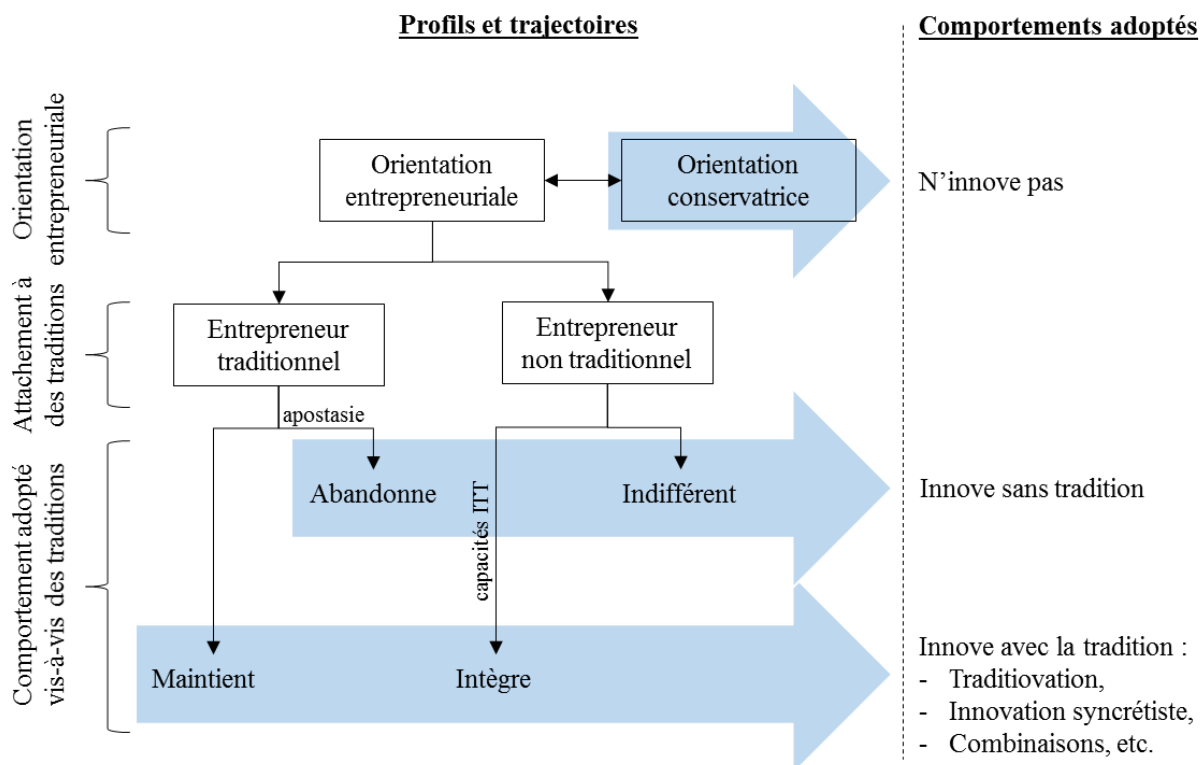 Profils et trajectoires
Comportements adoptés
Orientation
entrepreneuriale
Orientation
entrepreneuriale
Orientation
conservatrice
N’innove pas
Attachement à
des traditions
Entrepreneur
traditionnel
Entrepreneur
non traditionnel
apostasie
Comportement adopté
vis-à-vis des traditions
Abandonne
capacités ITT
Indifférent
Innove sans tradition
Maintient
Intègre
Innove avec la tradition :
- Traditiovation,
- Innovation syncrétiste,
- Combinaisons, etc.